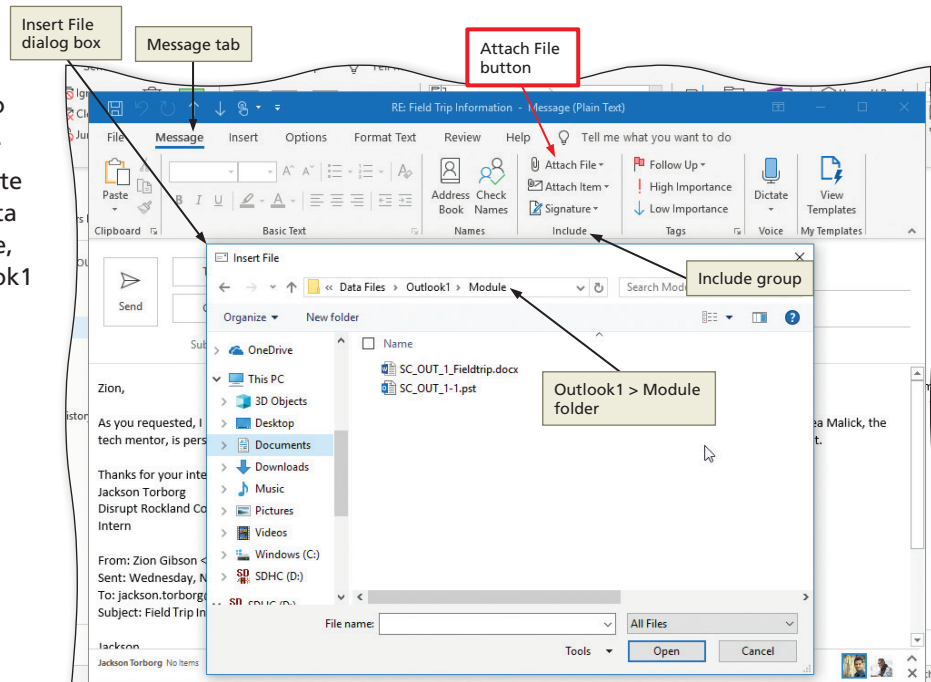 Insert File
dialog box
Message tab
Attach File
button
RE: Field Trip Information - Message (Plain Text)
File Message Insert Options Format Text Review Help Tell me what you want to do
Paste
B I U
Address Book
Check Names
Attach File
Attach Item
Signature
Follow Up
High Importance
Low Importance
Dictate
View Templates
Clipboard Basic Text Names Include Tags Voice My Templates
Insert File
Include group
« Data Files > Outlook1 > Module
Send
Organize New folder
Name
OneDrive
This PC
3D Objects
Desktop
Documents
Downloads
Music
Pictures
Videos
Windows (C:)
SDHC (D:)
SC_OUT_1_Fieldtrip.docx
SC_OUT_1-1.pst
Outlook1 > Module
folder
Zion,
As you requested, I
Malick, the
tech mentor, is
Thanks for your
Jackson Torborg
Disrupt Rockland
Intern
From: Zion Gibson <
Sent: Wednesday,
To:
Subject: Field Trip
Jackson
File name: All Files
Tools Open Cancel
Jackson Torborg No Items